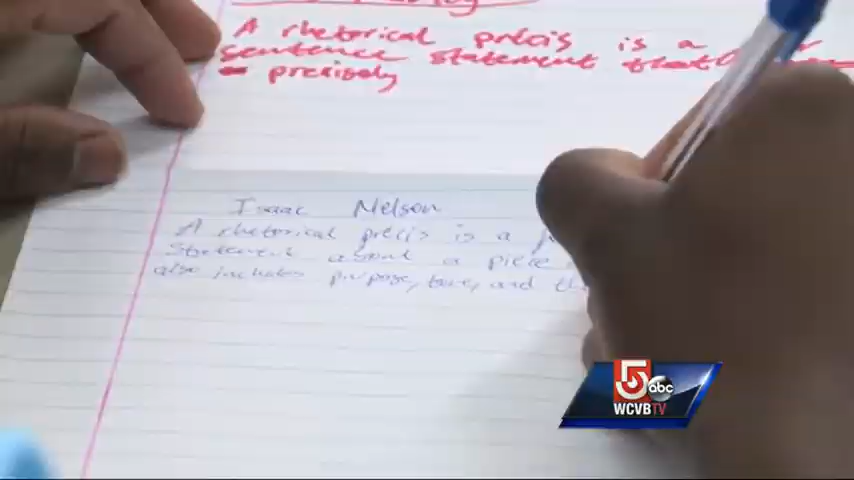 A rhetorical précis is a
sentence statement that
precisely
Isaac Nelson
A rhetorical précis is a
statement about a piece
also includes purpose, tone, and
5 abc
WCVB TV